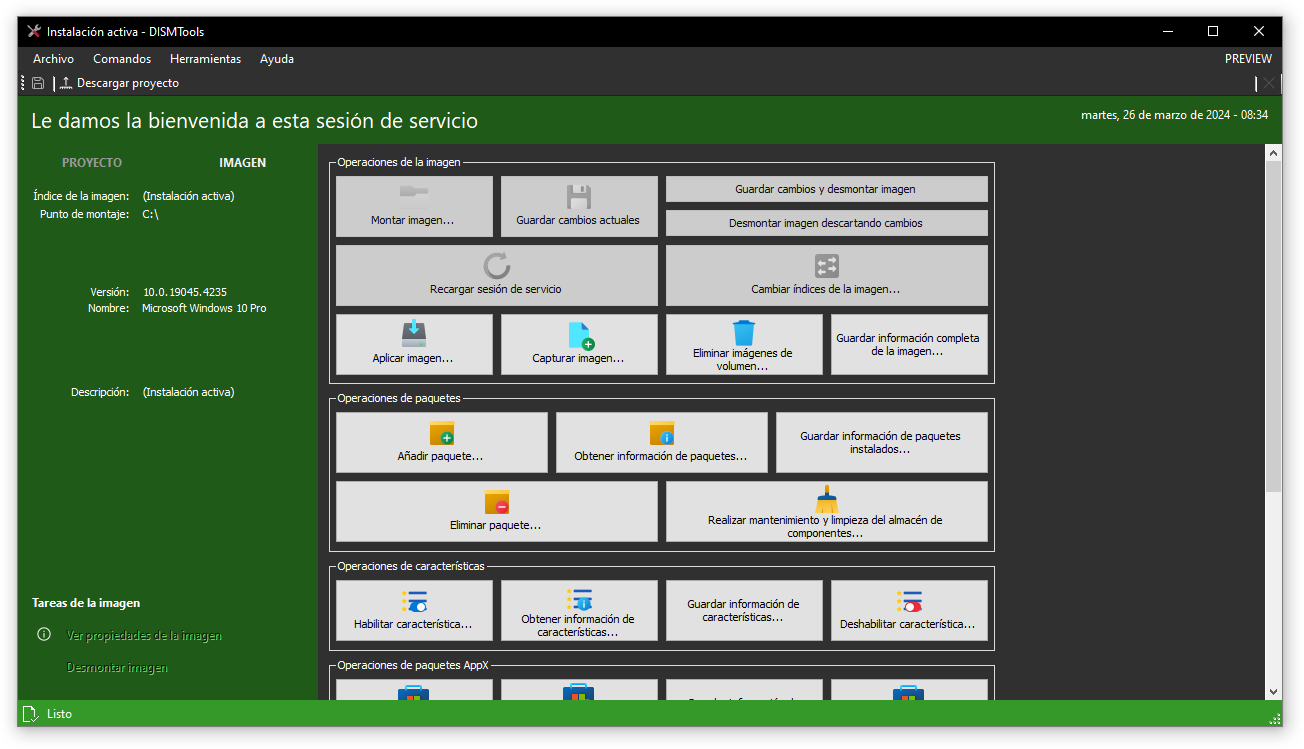 Instalación activa - DISMTools
Archivo Comandos Herramientas Ayuda PREVIEW
Descargar proyecto
Le damos la bienvenida a esta sesión de servicio
martes, 26 de marzo de 2024 - 08:34
PROYECTO IMAGEN
Índice de la imagen: (Instalación activa)
Punto de montaje: C:\
Versión: 10.0.19045.4235
Nombre: Microsoft Windows 10 Pro
Descripción: (Instalación activa)
Tareas de la imagen
Ver propiedades de la imagen
Desmontar imagen
Operaciones de la imagen
Montar imagen...
Guardar cambios actuales
Guardar cambios y desmontar imagen
Desmontar imagen descartando cambios
Recargar sesión de servicio
Cambiar índices de la imagen...
Aplicar imagen...
Capturar imagen...
Eliminar imágenes de
volumen...
Guardar información completa
de la imagen...
Operaciones de paquetes
Añadir paquete...
Obtener información de paquetes...
Guardar información de paquetes
instalados...
Eliminar paquete...
Realizar mantenimiento y limpieza del almacén de
componentes...
Operaciones de características
Habilitar característica...
Obtener información de
características...
Guardar información de
características...
Deshabilitar característica...
Operaciones de paquetes AppX
Listo